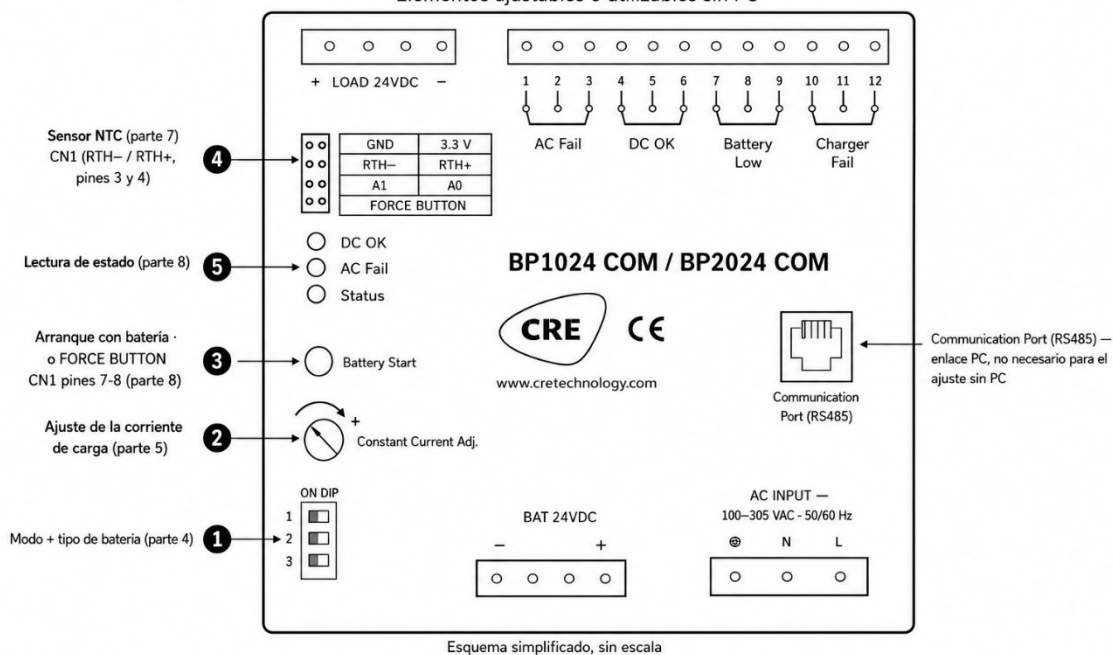 Elementos ajustables o utilizables sin PC
+ LOAD 24VDC −
1 2 3 4 5 6 7 8 9 10 11 12
AC Fail
DC OK
Battery
Low
Charger
Fail
Sensor NTC (parte 7)
CN1 (RTH− / RTH+,
pines 3 y 4)
4
GND 3.3 V
RTH− RTH+
A1 A0
FORCE BUTTON
Lectura de estado (parte 8)
5
DC OK
AC Fail
Status
BP1024 COM / BP2024 COM
CRE
CE
www.cretechnology.com
Arranque con batería ·
o FORCE BUTTON
CN1 pines 7-8 (parte 8)
3
Battery Start
Communication Port (RS485) —
enlace PC, no necesario para el
ajuste sin PC
Communication
Port (RS485)
Ajuste de la corriente
de carga (parte 5)
2
+
Constant Current Adj.
ON DIP
1
2
3
Modo + tipo de batería (parte 4)
1
BAT 24VDC
− +
AC INPUT —
100–305 VAC - 50/60 Hz
N L
Esquema simplificado, sin escala